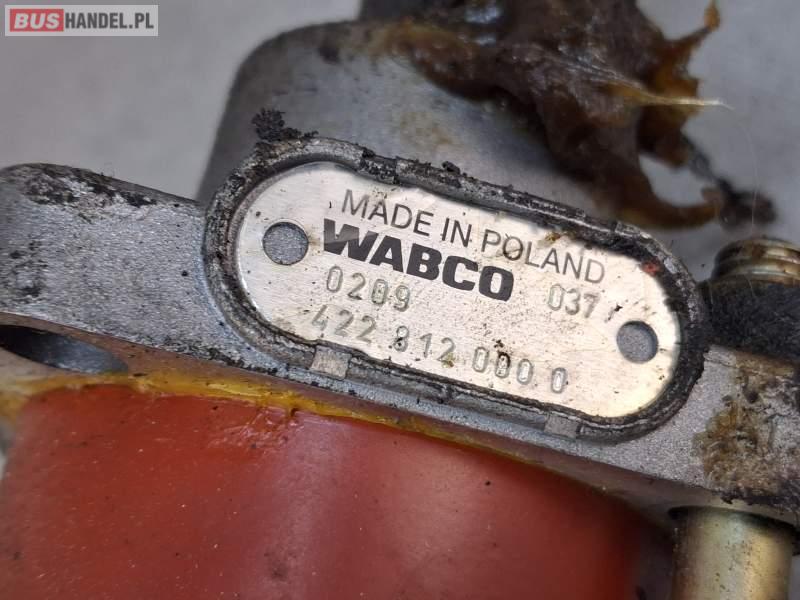 BUSHANDEL.PL
MADE IN POLAND
WABCO
0209 037
422 812 000 0